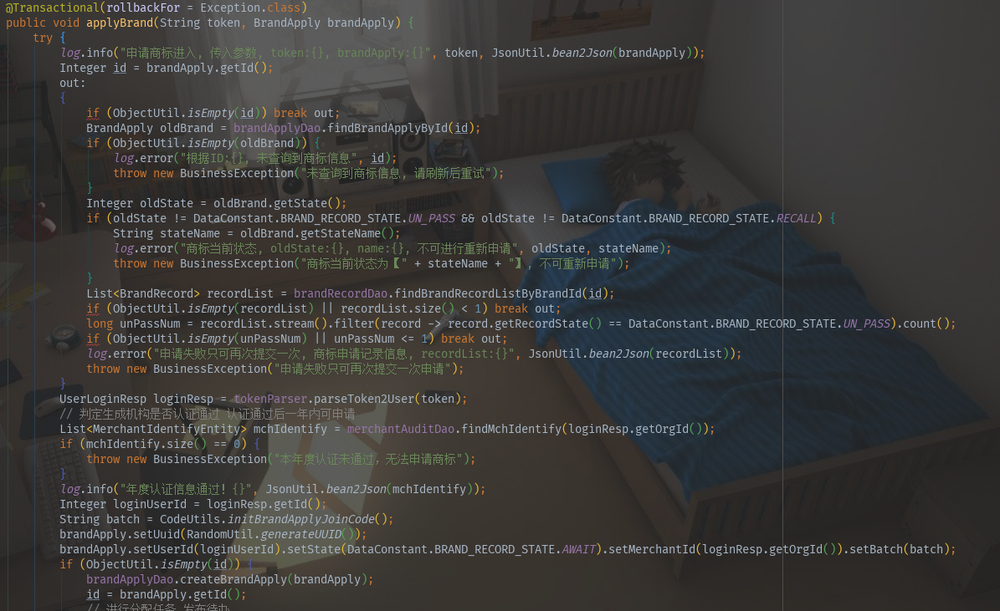 @Transactional(rollbackFor = Exception.class)
public void applyBrand(String token, BrandApply brandApply) {
try {
log.info("申请商标进入, 传入参数, token:{}, brandApply:{}", token, JsonUtil.bean2Json(brandApply));
Integer id = brandApply.getId();
out:
{
if (ObjectUtil.isEmpty(id)) break out;
BrandApply oldBrand = brandApplyDao.findBrandApplyById(id);
if (ObjectUtil.isEmpty(oldBrand)) {
log.error("根据ID:{}, 未查询到商标信息", id);
throw new BusinessException("未查询到商标信息, 请刷新后重试");
}
Integer oldState = oldBrand.getState();
if (oldState != DataConstant.BRAND_RECORD_STATE.UN_PASS && oldState != DataConstant.BRAND_RECORD_STATE.RECALL) {
String stateName = oldBrand.getStateName();
log.error("商标当前状态, oldState:{}, name:{}, 不可进行重新申请", oldState, stateName);
throw new BusinessException("商标当前状态为【" + stateName + "】, 不可重新申请");
}
List<BrandRecord> recordList = brandRecordDao.findBrandRecordListByBrandId(id);
if (ObjectUtil.isEmpty(recordList) || recordList.size() < 1) break out;
long unPassNum = recordList.stream().filter(record -> record.getRecordState() == DataConstant.BRAND_RECORD_STATE.UN_PASS).count();
if (ObjectUtil.isEmpty(unPassNum) || unPassNum <= 1) break out;
log.error("申请失败只可再次提交一次, 商标申请记录信息, recordList:{}", JsonUtil.bean2Json(recordList));
throw new BusinessException("申请失败只可再次提交一次申请");
}
UserLoginResp loginResp = tokenParser.parseToken2User(token);
// 判定生成机构是否认证通过 认证通过后一年内可申请
List<MerchantIdentifyEntity> mchIdentify = merchantAuditDao.findMchIdentify(loginResp.getOrgId());
if (mchIdentify.size() == 0) {
throw new BusinessException("本年度认证未通过，无法申请商标");
}
log.info("年度认证信息通过! {}", JsonUtil.bean2Json(mchIdentify));
Integer loginUserId = loginResp.getId();
String batch = CodeUtils.initBrandApplyJoinCode();
brandApply.setUuid(RandomUtil.generateUUID());
brandApply.setUserId(loginUserId).setState(DataConstant.BRAND_RECORD_STATE.AWAIT).setMerchantId(loginResp.getOrgId()).setBatch(batch);
if (ObjectUtil.isEmpty(id)) {
brandApplyDao.createBrandApply(brandApply);
id = brandApply.getId();
// 进行分配任务 发布待办